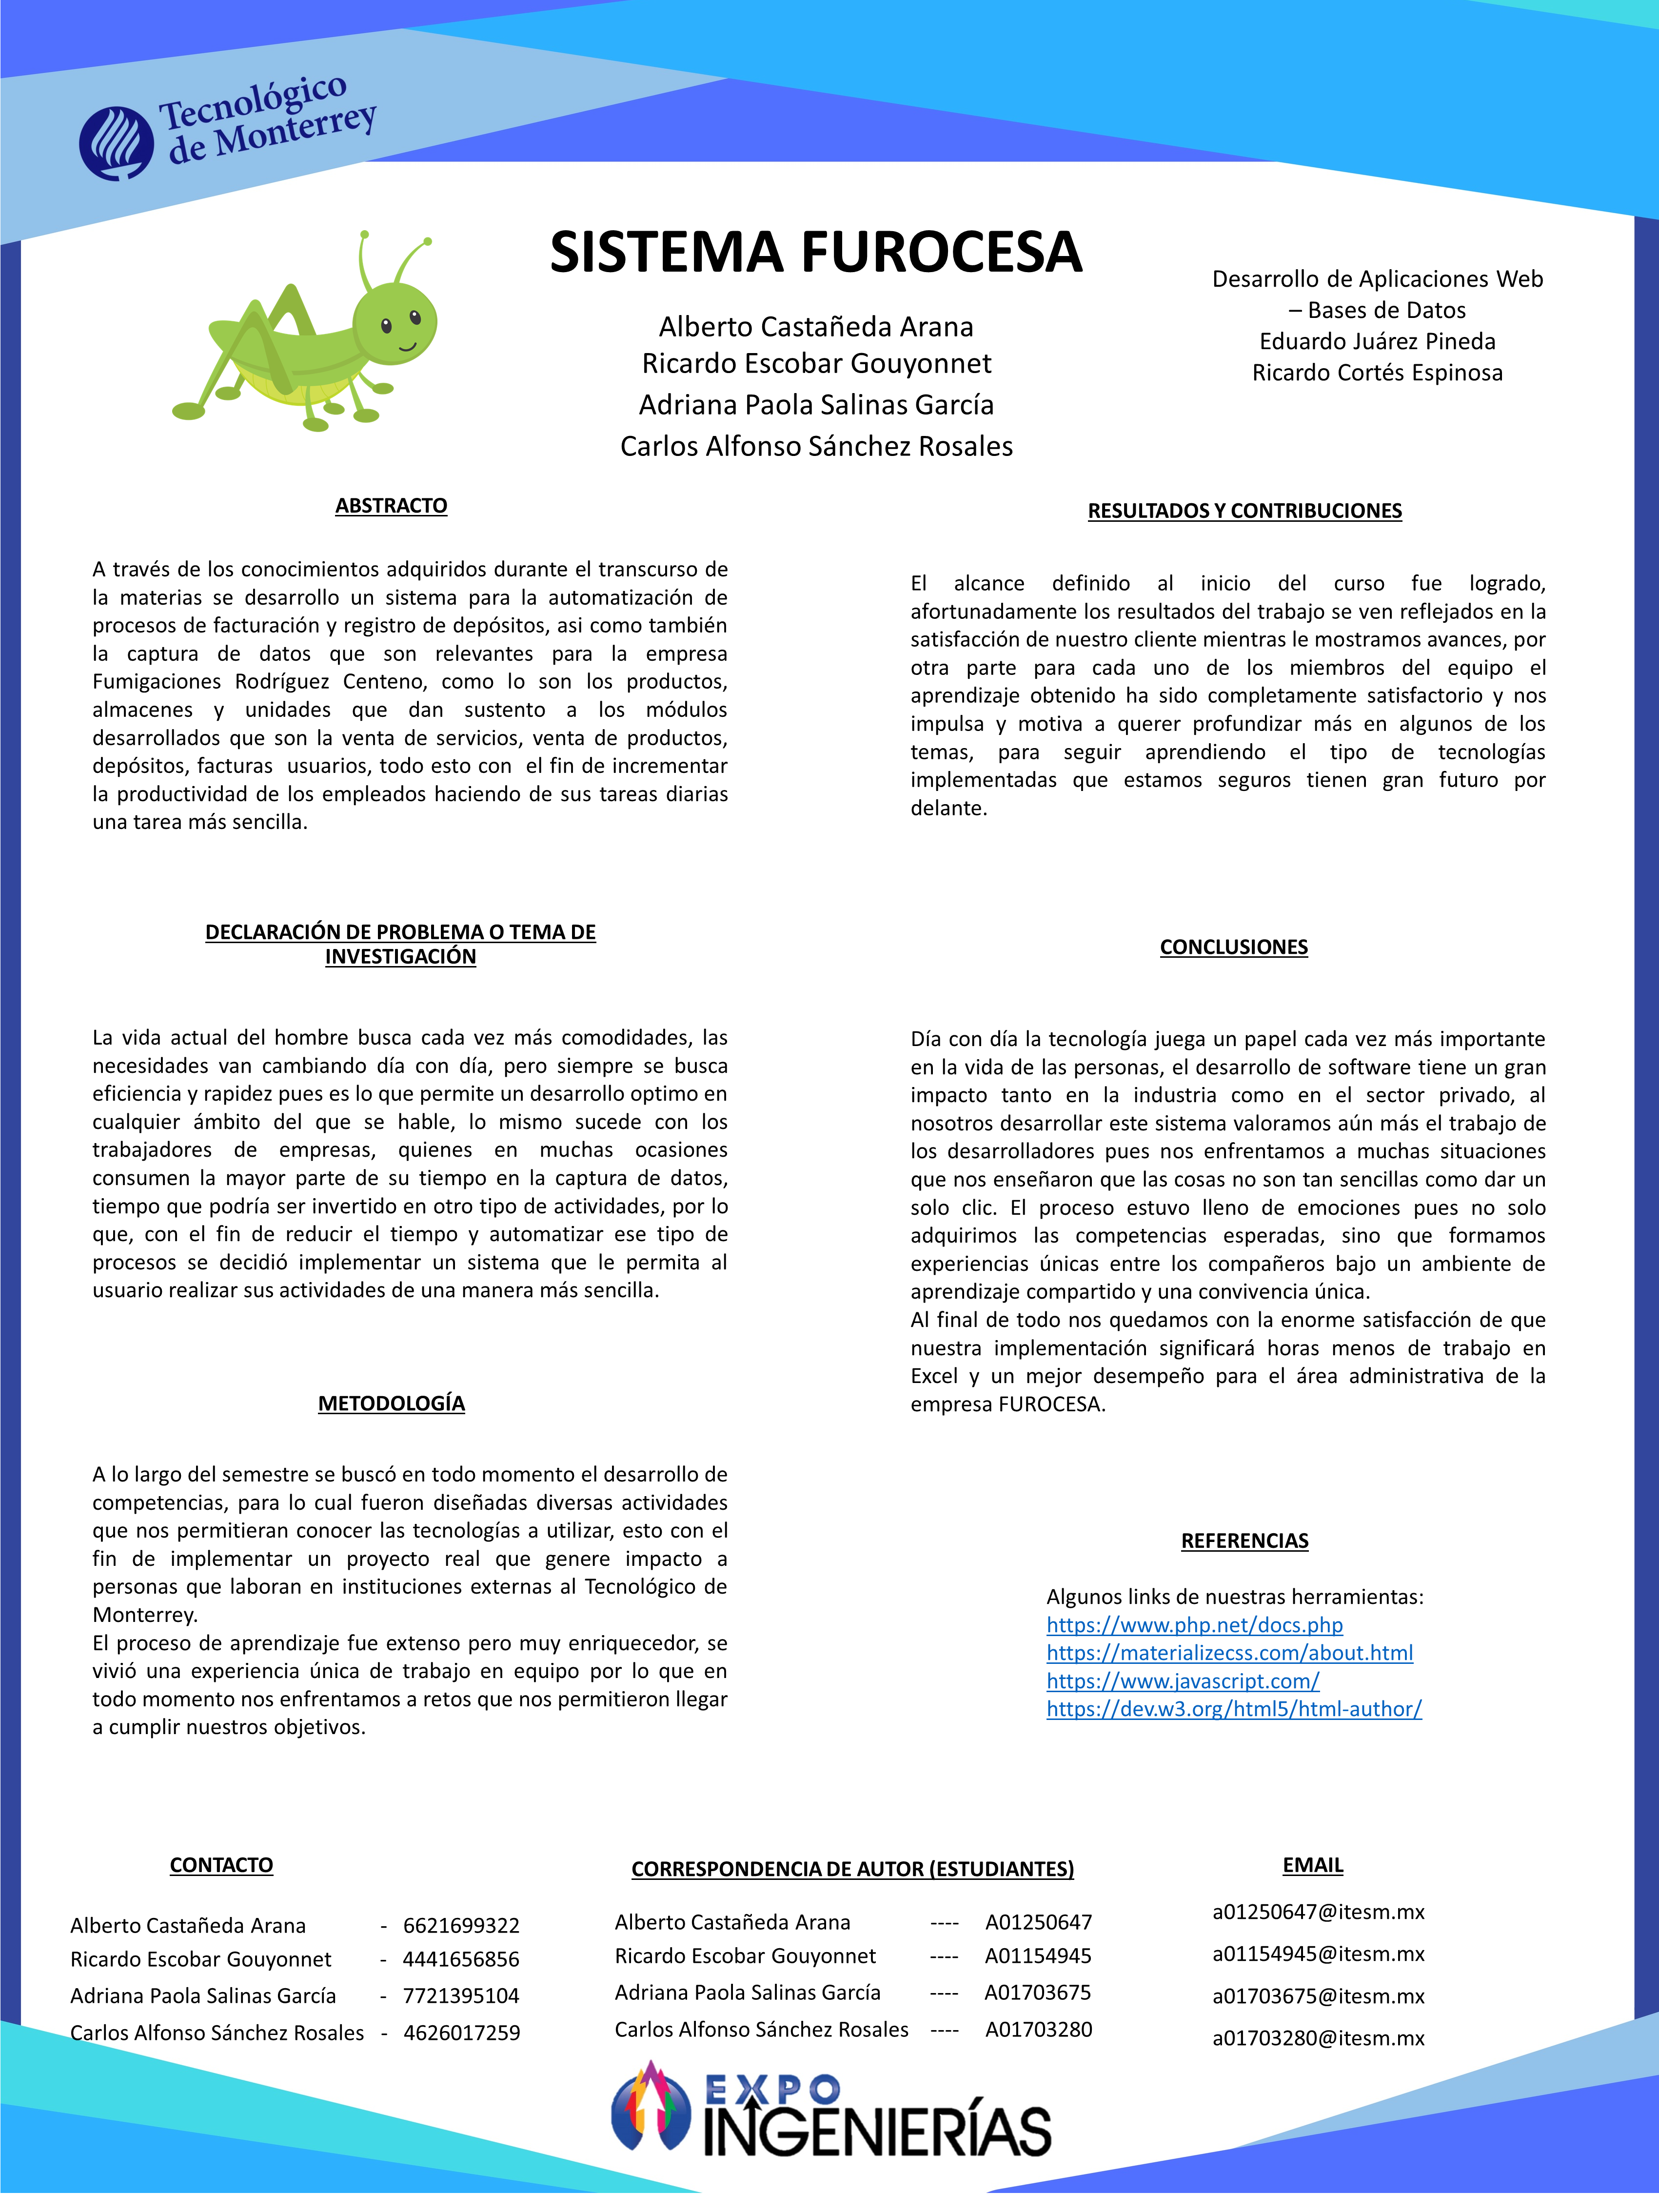 Tecnológico
de Monterrey
SISTEMA FUROCESA
Alberto Castañeda Arana
Ricardo Escobar Gouyonnet
Adriana Paola Salinas García
Carlos Alfonso Sánchez Rosales
Desarrollo de Aplicaciones Web
– Bases de Datos
Eduardo Juárez Pineda
Ricardo Cortés Espinosa
ABSTRACTO
A través de los conocimientos adquiridos durante el transcurso de
la materias se desarrollo un sistema para la automatización de
procesos de facturación y registro de depósitos, asi como también
la captura de datos que son relevantes para la empresa
Fumigaciones Rodríguez Centeno, como lo son los productos,
almacenes y unidades que dan sustento a los módulos
desarrollados que son la venta de servicios, venta de productos,
depósitos, facturas usuarios, todo esto con el fin de incrementar
la productividad de los empleados haciendo de sus tareas diarias
una tarea más sencilla.
DECLARACIÓN DE PROBLEMA O TEMA DE
INVESTIGACIÓN
La vida actual del hombre busca cada vez más comodidades, las
necesidades van cambiando día con día, pero siempre se busca
eficiencia y rapidez pues es lo que permite un desarrollo optimo en
cualquier ámbito del que se hable, lo mismo sucede con los
trabajadores de empresas, quienes en muchas ocasiones
consumen la mayor parte de su tiempo en la captura de datos,
tiempo que podría ser invertido en otro tipo de actividades, por lo
que, con el fin de reducir el tiempo y automatizar ese tipo de
procesos se decidió implementar un sistema que le permita al
usuario realizar sus actividades de una manera más sencilla.
METODOLOGÍA
A lo largo del semestre se buscó en todo momento el desarrollo de
competencias, para lo cual fueron diseñadas diversas actividades
que nos permitieran conocer las tecnologías a utilizar, esto con el
fin de implementar un proyecto real que genere impacto a
personas que laboran en instituciones externas al Tecnológico de
Monterrey.
El proceso de aprendizaje fue extenso pero muy enriquecedor, se
vivió una experiencia única de trabajo en equipo por lo que en
todo momento nos enfrentamos a retos que nos permitieron llegar
a cumplir nuestros objetivos.
RESULTADOS Y CONTRIBUCIONES
El alcance definido al inicio del curso fue logrado,
afortunadamente los resultados del trabajo se ven reflejados en la
satisfacción de nuestro cliente mientras le mostramos avances, por
otra parte para cada uno de los miembros del equipo el
aprendizaje obtenido ha sido completamente satisfactorio y nos
impulsa y motiva a querer profundizar más en algunos de los
temas, para seguir aprendiendo el tipo de tecnologías
implementadas que estamos seguros tienen gran futuro por
delante.
CONCLUSIONES
Día con día la tecnología juega un papel cada vez más importante
en la vida de las personas, el desarrollo de software tiene un gran
impacto tanto en la industria como en el sector privado, al
nosotros desarrollar este sistema valoramos aún más el trabajo de
los desarrolladores pues nos enfrentamos a muchas situaciones
que nos enseñaron que las cosas no son tan sencillas como dar un
solo clic. El proceso estuvo lleno de emociones pues no solo
adquirimos las competencias esperadas, sino que formamos
experiencias únicas entre los compañeros bajo un ambiente de
aprendizaje compartido y una convivencia única.
Al final de todo nos quedamos con la enorme satisfacción de que
nuestra implementación significará horas menos de trabajo en
Excel y un mejor desempeño para el área administrativa de la
empresa FUROCESA.
REFERENCIAS
Algunos links de nuestras herramientas:
https://www.php.net/docs.php
https://materializecss.com/about.html
https://www.javascript.com/
https://dev.w3.org/html5/html-author/
CONTACTO
Alberto Castañeda Arana - 6621699322
Ricardo Escobar Gouyonnet - 4441656856
Adriana Paola Salinas García - 7721395104
Carlos Alfonso Sánchez Rosales - 4626017259
CORRESPONDENCIA DE AUTOR (ESTUDIANTES)
Alberto Castañeda Arana ---- A01250647
Ricardo Escobar Gouyonnet ---- A01154945
Adriana Paola Salinas García ---- A01703675
Carlos Alfonso Sánchez Rosales ---- A01703280
EMAIL
a01250647@itesm.mx
a01154945@itesm.mx
a01703675@itesm.mx
a01703280@itesm.mx
EXPO
INGENIERÍAS